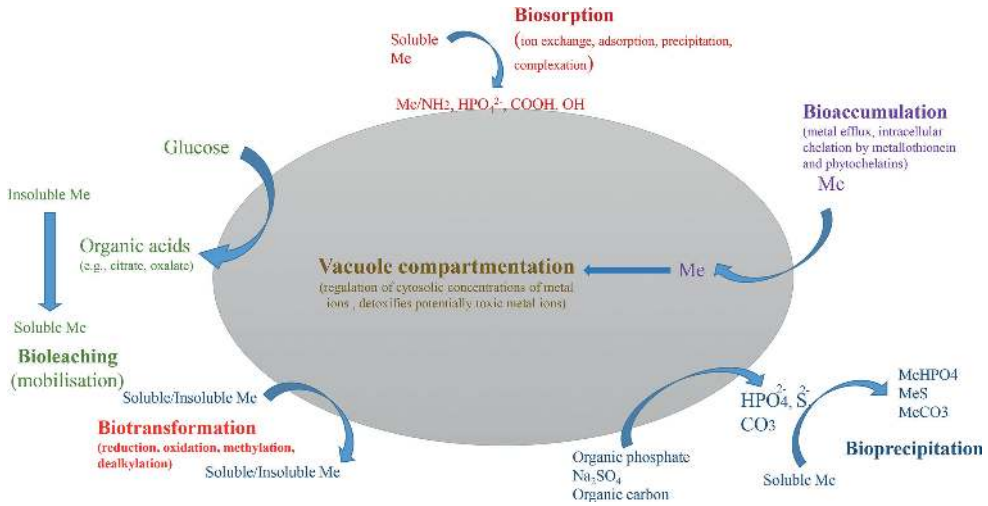 Biosorption
(ion exchange, adsorption, precipitation,
complexation)
Soluble
Me
Me/NH2, HPO₄²⁻, COOH, OH
Bioaccumulation
(metal efflux, intracellular
chelation by metallothionein
and phytochelatins)
Me
Glucose
Insoluble Me
Organic acids
(e.g., citrate, oxalate)
Vacuole compartmentation
(regulation of cytosolic concentrations of metal
ions , detoxifies potentially toxic metal ions)
Me
Soluble Me
Bioleaching
(mobilisation)
Soluble/Insoluble Me
Biotransformation
(reduction, oxidation, methylation,
dealkylation)
Soluble/Insoluble Me
HPO4²⁻, S²⁻,
CO3
MeHPO4
MeS
MeCO3
Bioprecipitation
Organic phosphate
Na₂SO₄
Organic carbon
Soluble Me